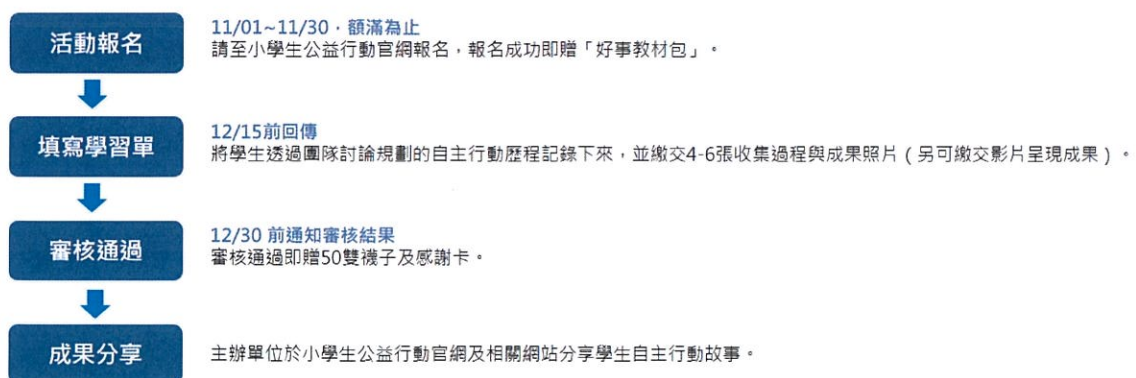 活動報名
11/01~11/30，額滿為止
請至小學生公益行動官網報名，報名成功即贈「好事教材包」。
填寫學習單
12/15前回傳
將學生透過團隊討論規劃的自主行動歷程記錄下來，並繳交4-6張收集過程與成果照片（另可繳交影片呈現成果）。
審核通過
12/30 前通知審核結果
審核通過即贈50雙襪子及感謝卡。
成果分享
主辦單位於小學生公益行動官網及相關網站分享學生自主行動故事。